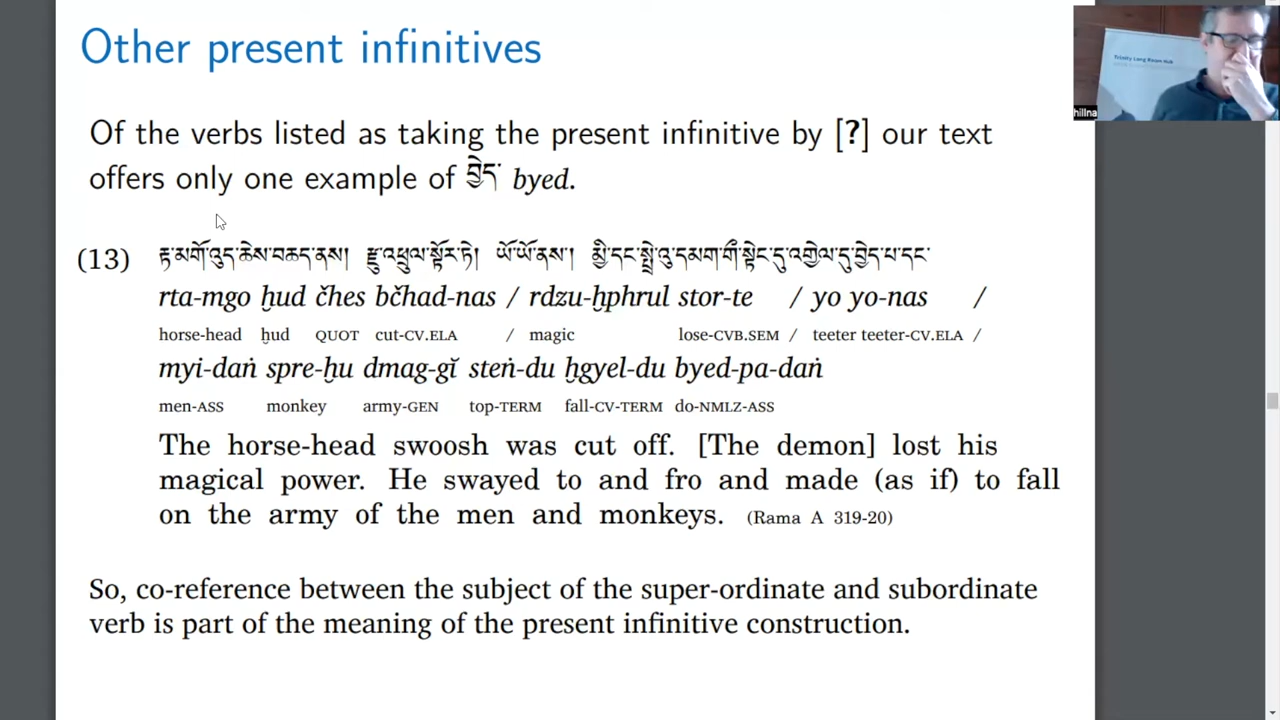 Other present infinitives
Of the verbs listed as taking the present infinitive by [?] our text
offers only one example of བྱེད་ byed.
(13) རྟ་མགོ་འུད་ཆེས་བཆད་ནས། རྫུ་འཕྲུལ་སྟོར་ཏེ། ཡོ་ཡོ་ནས། མྱི་དང་སྤྲེ་འུ་དམག་གྀ་སྟེང་དུ་འགྱེལ་དུ་བྱེད་པ་དང་
rta-mgo ḫud čhes bčhad-nas / rdzu-ḫphrul stor-te / yo yo-nas /
horse-head ḫud QUOT cut-CV.ELA / magic lose-CVB.SEM / teeter teeter-CV.ELA /
myi-daṅ spre-ḫu dmag-gĭ steṅ-du ḫgyel-du byed-pa-daṅ
men-ASS monkey army-GEN top-TERM fall-CV-TERM do-NMLZ-ASS
The horse-head swoosh was cut off. [The demon] lost his
magical power. He swayed to and fro and made (as if) to fall
on the army of the men and monkeys. (Rama A 319-20)
So, co-reference between the subject of the super-ordinate and subordinate
verb is part of the meaning of the present infinitive construction.
Trinity Long Room Hub
hillna